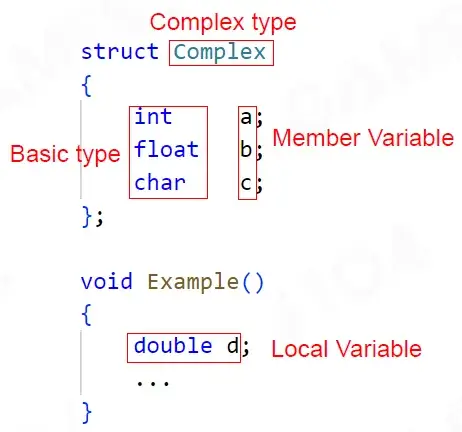 Complex type
struct Complex
{
int a;
Basic type float b; Member Variable
char c;
};
void Example()
{
double d; Local Variable
...
}